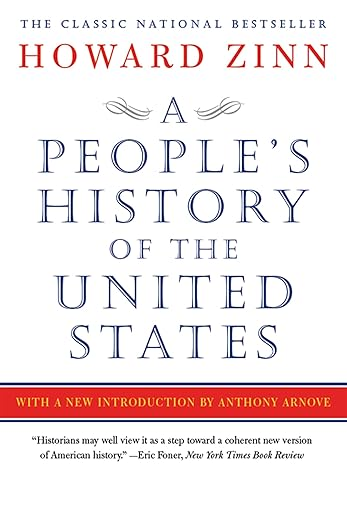 THE CLASSIC NATIONAL BESTSELLER
HOWARD ZINN
A
PEOPLE'S
HISTORY
OF THE
UNITED
STATES
WITH A NEW INTRODUCTION BY ANTHONY ARNOVE
“Historians may well view it as a step toward a coherent new version
of American history.” —Eric Foner, New York Times Book Review